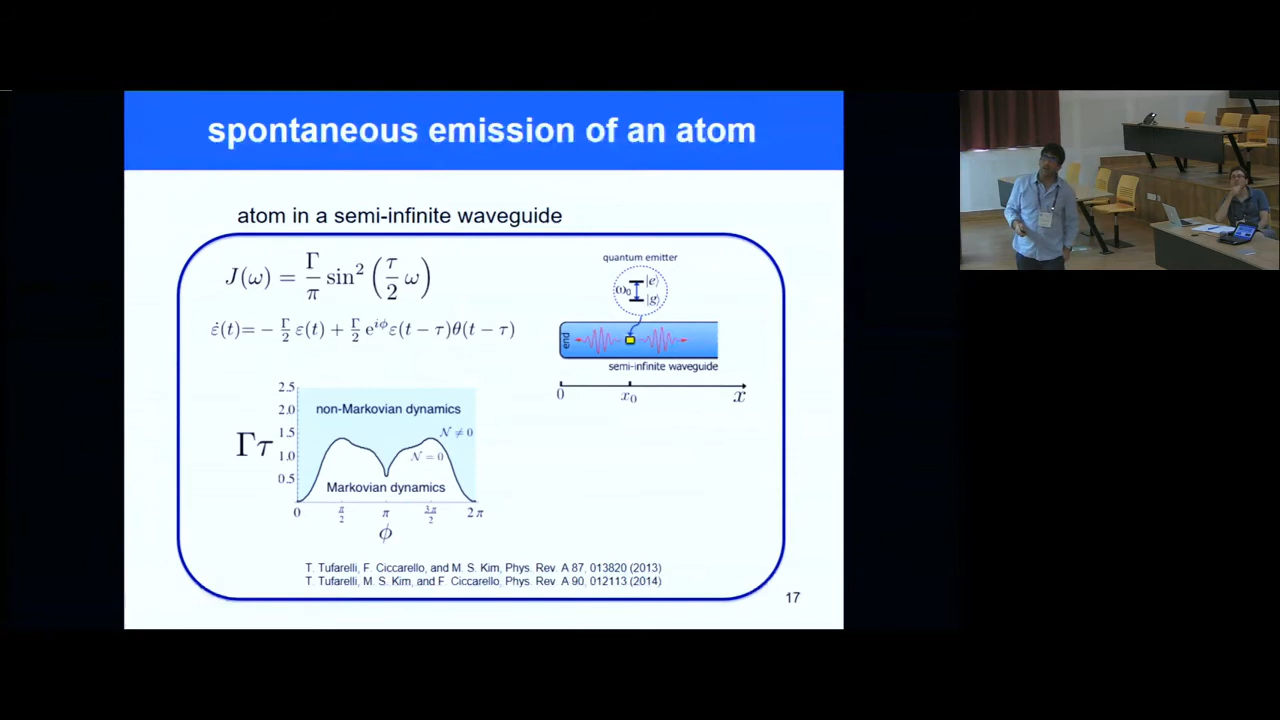 spontaneous emission of an atom
atom in a semi-infinite waveguide
J(ω) = Γ/π sin² (τ/2 ω)
ε̇(t)= − Γ/2 ε(t) + Γ/2 e^{iϕ} ε(t − τ)θ(t − τ)
quantum emitter
ω₀ |e⟩
|g⟩
end
semi-infinite waveguide
0 x₀ x
2.5
2.0
1.5
1.0
0.5
Γτ
non-Markovian dynamics
𝒩 ≠ 0
𝒩 = 0
Markovian dynamics
0 π/2 π 3π/2 2π
ϕ
T. Tufarelli, F. Ciccarello, and M. S. Kim, Phys. Rev. A 87, 013820 (2013)
T. Tufarelli, M. S. Kim, and F. Ciccarello, Phys. Rev. A 90, 012113 (2014)
17